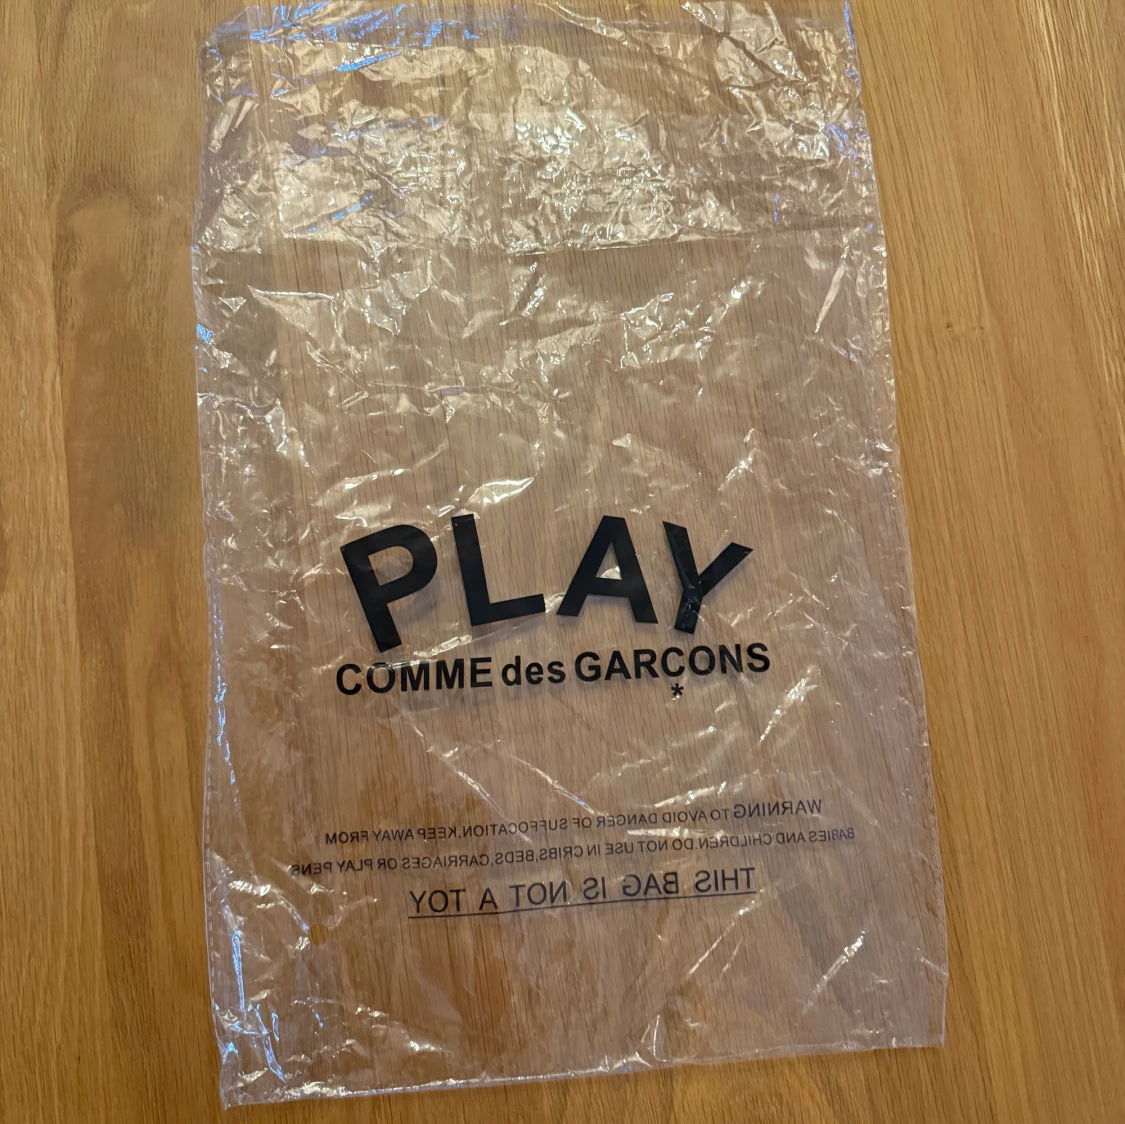 PLAY
COMME des GARÇONS
*
WARNING TO AVOID DANGER OF SUFFOCATION, KEEP AWAY FROM
BABIES AND CHILDREN. DO NOT USE IN CRIBS, BEDS, CARRIAGES OR PLAY PENS
THIS BAG IS NOT A TOY